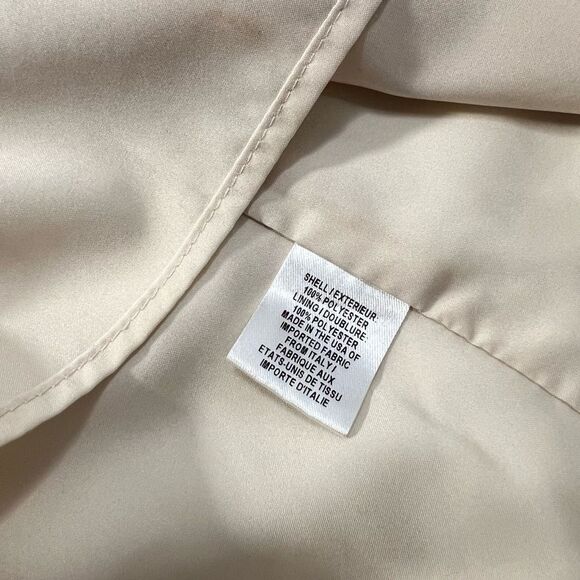 SHELL / EXTERIEUR:
100% POLYESTER
LINING / DOUBLURE:
100% POLYESTER
MADE IN THE USA OF
IMPORTED FABRIC
FROM ITALY /
FABRIQUE AUX
ETATS-UNIS DE TISSU
IMPORTE D'ITALIE